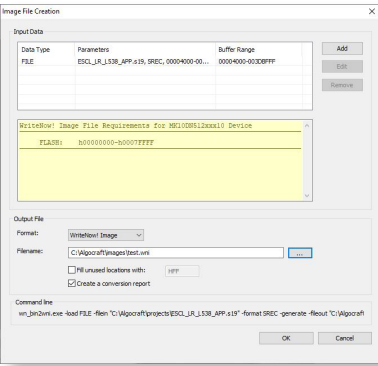 Image File Creation
Input Data
Data Type Parameters Buffer Range
FILE ESCL_LR_L538_APP.s19, SREC, 00004000-00... 00004000-003DBFFF
Add
Edit
Remove
WriteNow! Image File Requirements for MK10DN512xxx10 Device
FLASH: h00000000-h0007FFFF
Output File
Format: WriteNow! Image
Filename: C:\Algocraft\images\test.wni ...
Fill unused locations with: HFF
Create a conversion report
Command line
wn_bin2wni.exe -load FILE -filein "C:\Algocraft\projects\ESCL_LR_L538_APP.s19" -format SREC -generate -fileout "C:\Algocraft
OK Cancel